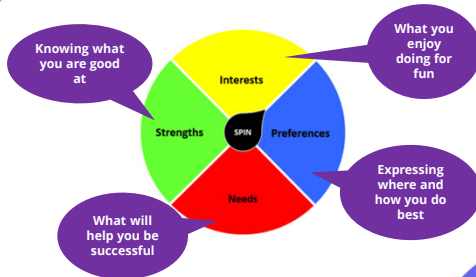 What you
enjoy
doing for
fun
Knowing what
you are good
at
Interests
Strengths
SPIN
Preferences
Needs
Expressing
where and
how you do
best
What will
help you be
successful